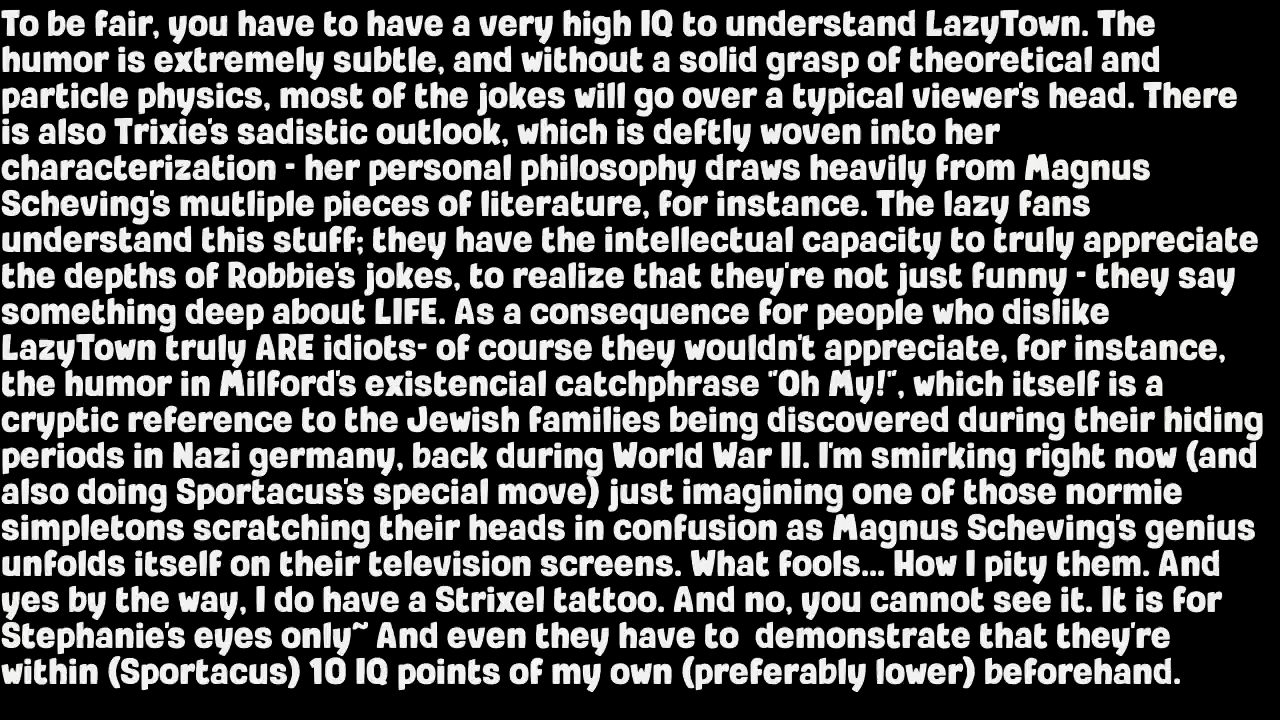 To be fair, you have to have a very high IQ to understand LazyTown. The
humor is extremely subtle, and without a solid grasp of theoretical and
particle physics, most of the jokes will go over a typical viewer's head. There
is also Trixie's sadistic outlook, which is deftly woven into her
characterization - her personal philosophy draws heavily from Magnus
Scheving's mutliple pieces of literature, for instance. The lazy fans
understand this stuff; they have the intellectual capacity to truly appreciate
the depths of Robbie's jokes, to realize that they're not just funny - they say
something deep about LIFE. As a consequence for people who dislike
LazyTown truly ARE idiots- of course they wouldn't appreciate, for instance,
the humor in Milford's existencial catchphrase "Oh My!", which itself is a
cryptic reference to the Jewish families being discovered during their hiding
periods in Nazi germany, back during World War II. I'm smirking right now (and
also doing Sportacus's special move) just imagining one of those normie
simpletons scratching their heads in confusion as Magnus Scheving's genius
unfolds itself on their television screens. What fools... How I pity them. And
yes by the way, I do have a Strixel tattoo. And no, you cannot see it. It is for
Stephanie's eyes only~ And even they have to  demonstrate that they're
within (Sportacus) 10 IQ points of my own (preferably lower) beforehand.